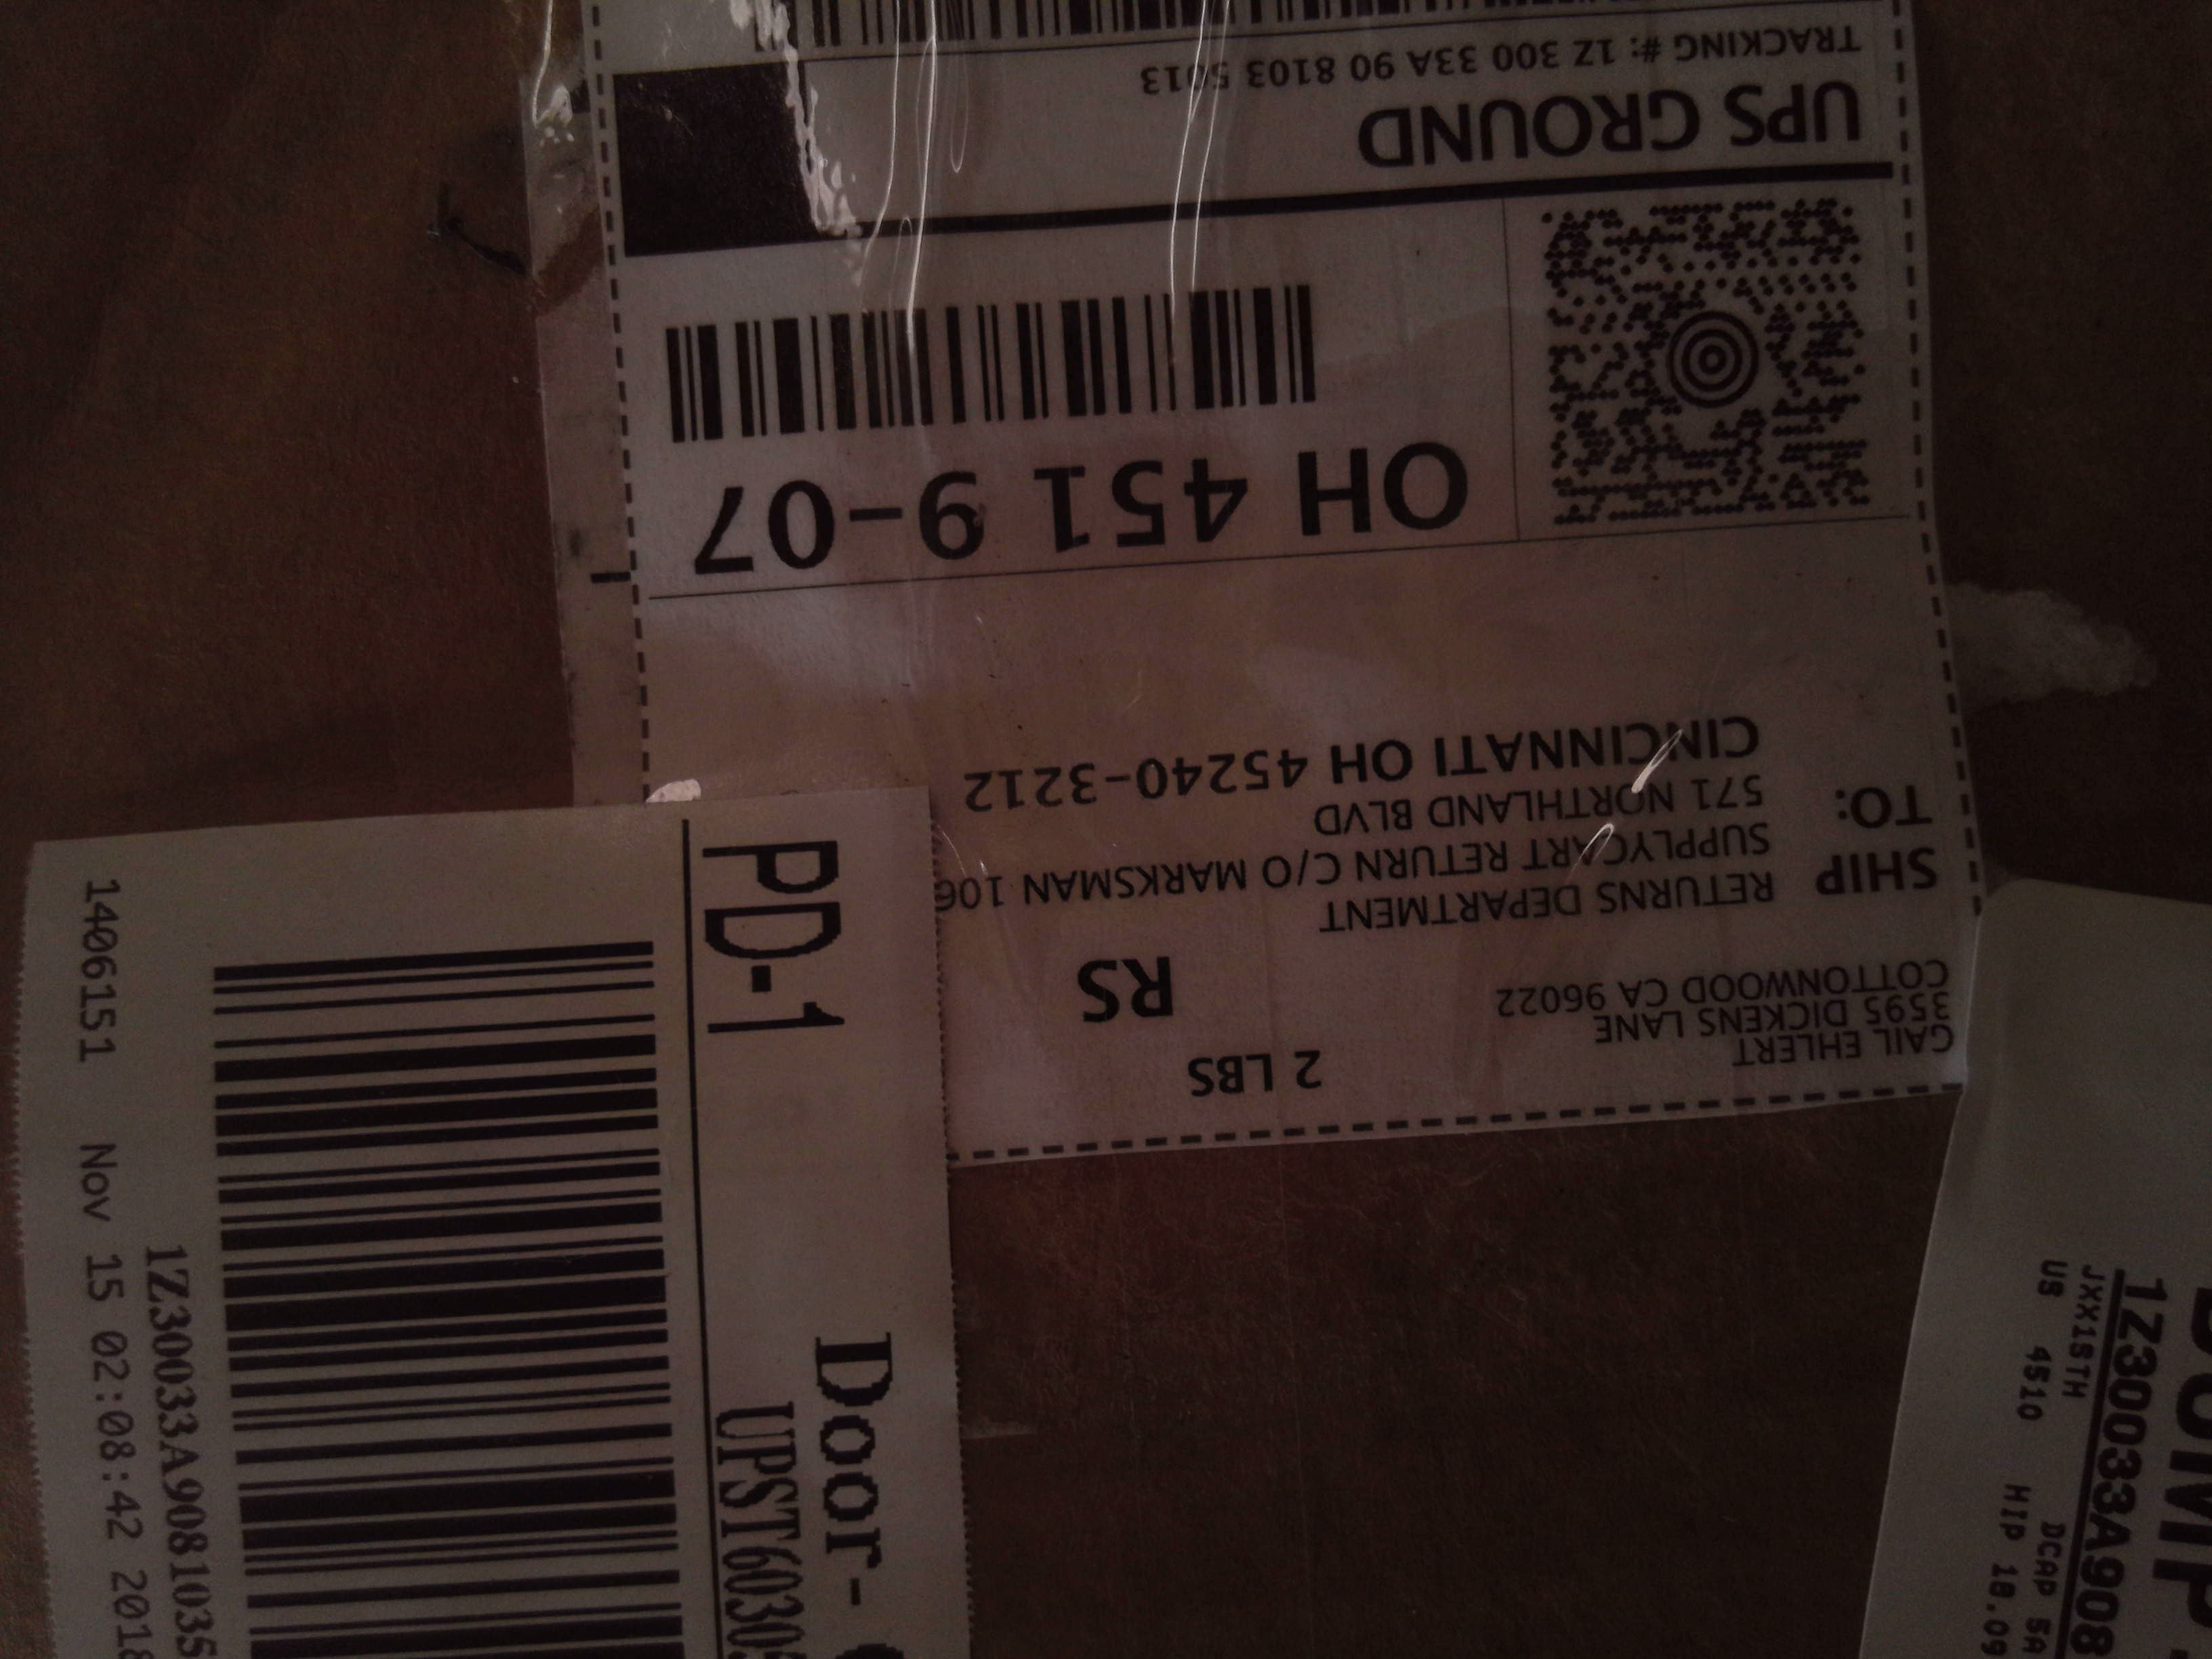 GAIL EHLERT
3595 DICKENS LANE
COTTONWOOD CA 96022
2 LBS
RS
SHIP
TO:
RETURNS DEPARTMENT
SUPPLYCART RETURN C/O MARKSMAN 106
571 NORTHLAND BLVD
CINCINNATI OH 45240-3212
OH 451 9-07
UPS GROUND
TRACKING #: 1Z 300 33A 90 8103 5013
PD-1
Door-
UPST6030
1Z30033A9081035
1406151 Nov 15 02:08:42 2018
1Z30033A908
JXX1STH
US 4510 HIP 18.09
DCAP SA